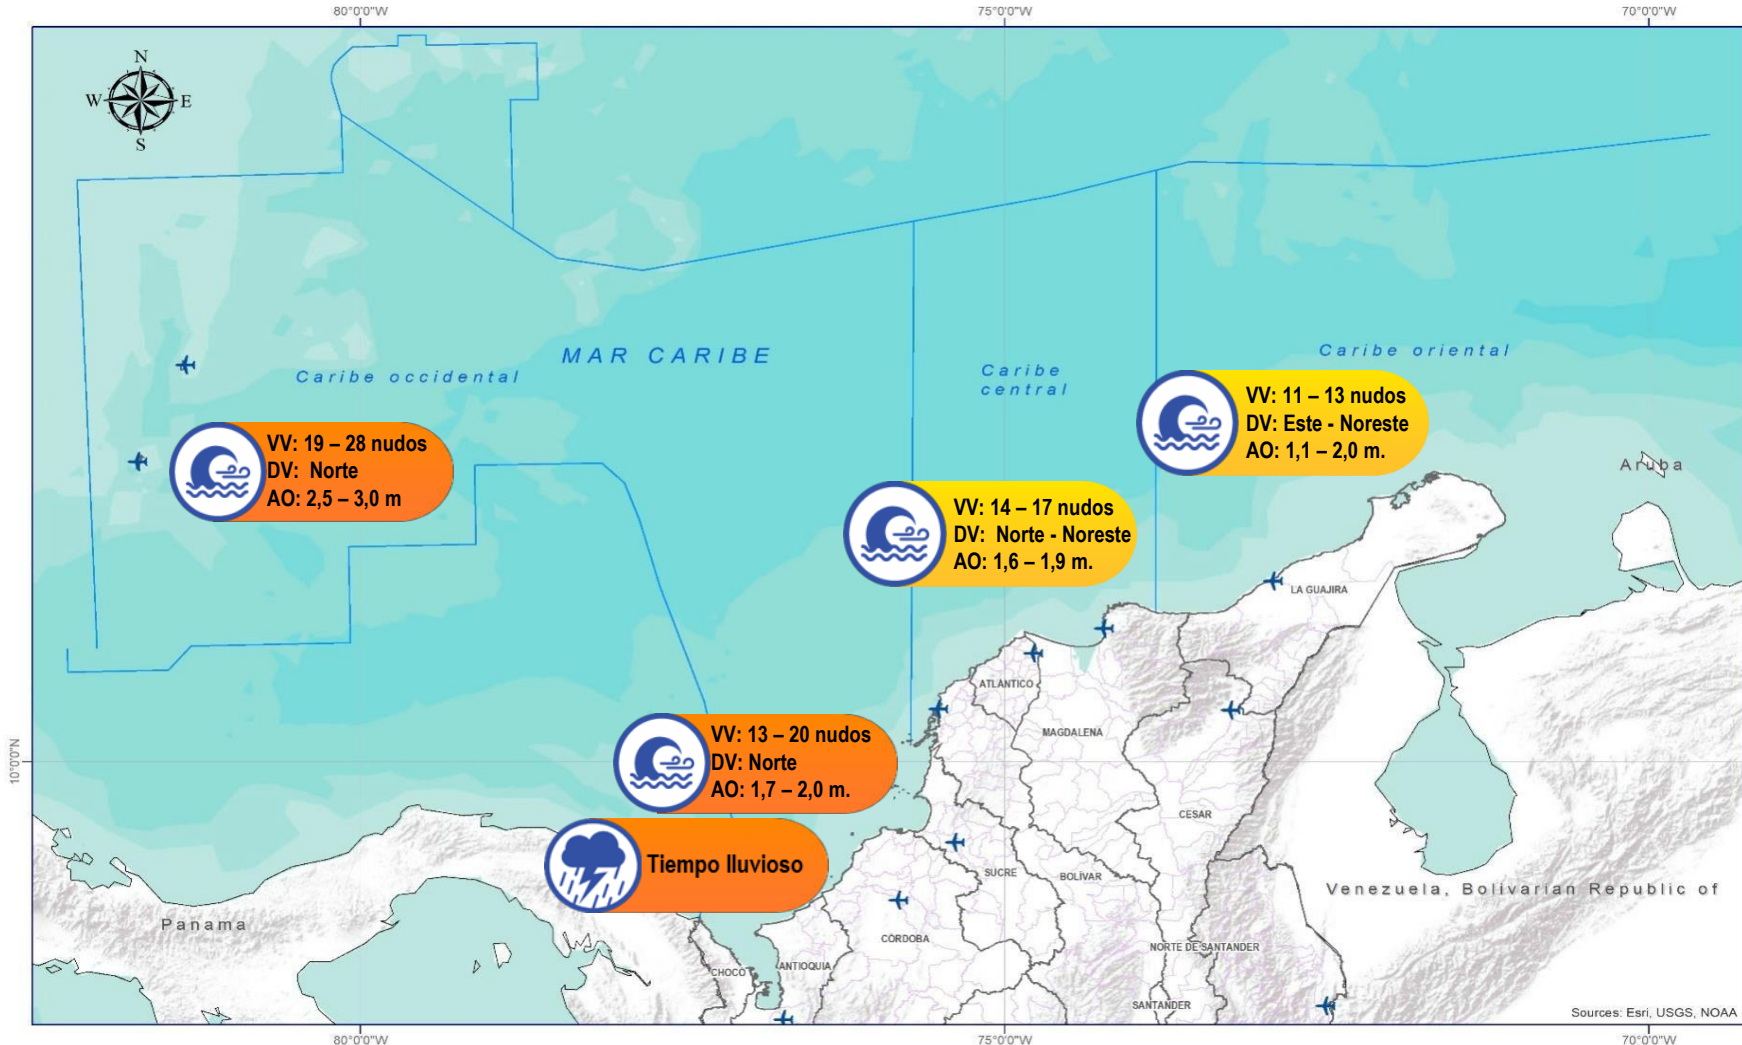 80°0'0"W
75°0'0"W
70°0'0"W
N
W
E
S
MAR CARIBE
Caribe occidental
Caribe
central
Caribe oriental
VV: 11 – 13 nudos
DV: Este - Noreste
AO: 1,1 – 2,0 m.
VV: 19 – 28 nudos
DV: Norte
AO: 2,5 – 3,0 m
Aruba
VV: 14 – 17 nudos
DV: Norte - Noreste
AO: 1,6 – 1,9 m.
LA GUAJIRA
ATLÁNTICO
MAGDALENA
VV: 13 – 20 nudos
DV: Norte
AO: 1,7 – 2,0 m.
10°0'0"N
CESAR
Tiempo lluvioso
SUCRE
BOLÍVAR
Venezuela, Bolivarian Republic of
Panama
CÓRDOBA
NORTE DE SANTANDER
CHOCÓ
ANTIOQUIA
SANTANDER
Sources: Esri, USGS, NOAA
80°0'0"W
75°0'0"W
70°0'0"W